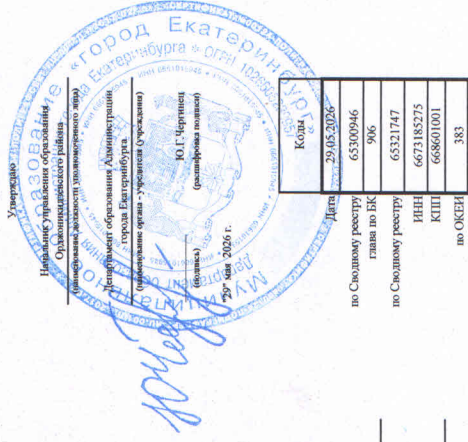 Утверждаю
Начальник управления образования
Орджоникидзевского района
(наименование должности уполномоченного лица)
Департамент образования Администрации
города Екатеринбурга
(наименование органа - учредителя (учреждения)
Ю.Г. Чергинец
(подпись) (расшифровка подписи)
"29" мая 2026 г.
Коды
Дата 29.05.2026
по Сводному реестру 65300946
глава по БК 906
по Сводному реестру 65321747
ИНН 6673185275
КПП 668601001
по ОКЕИ 383
«город Екатеринбург»